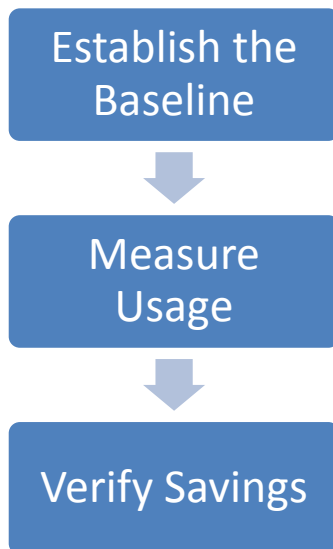 Establish the
Baseline
Measure
Usage
Verify Savings